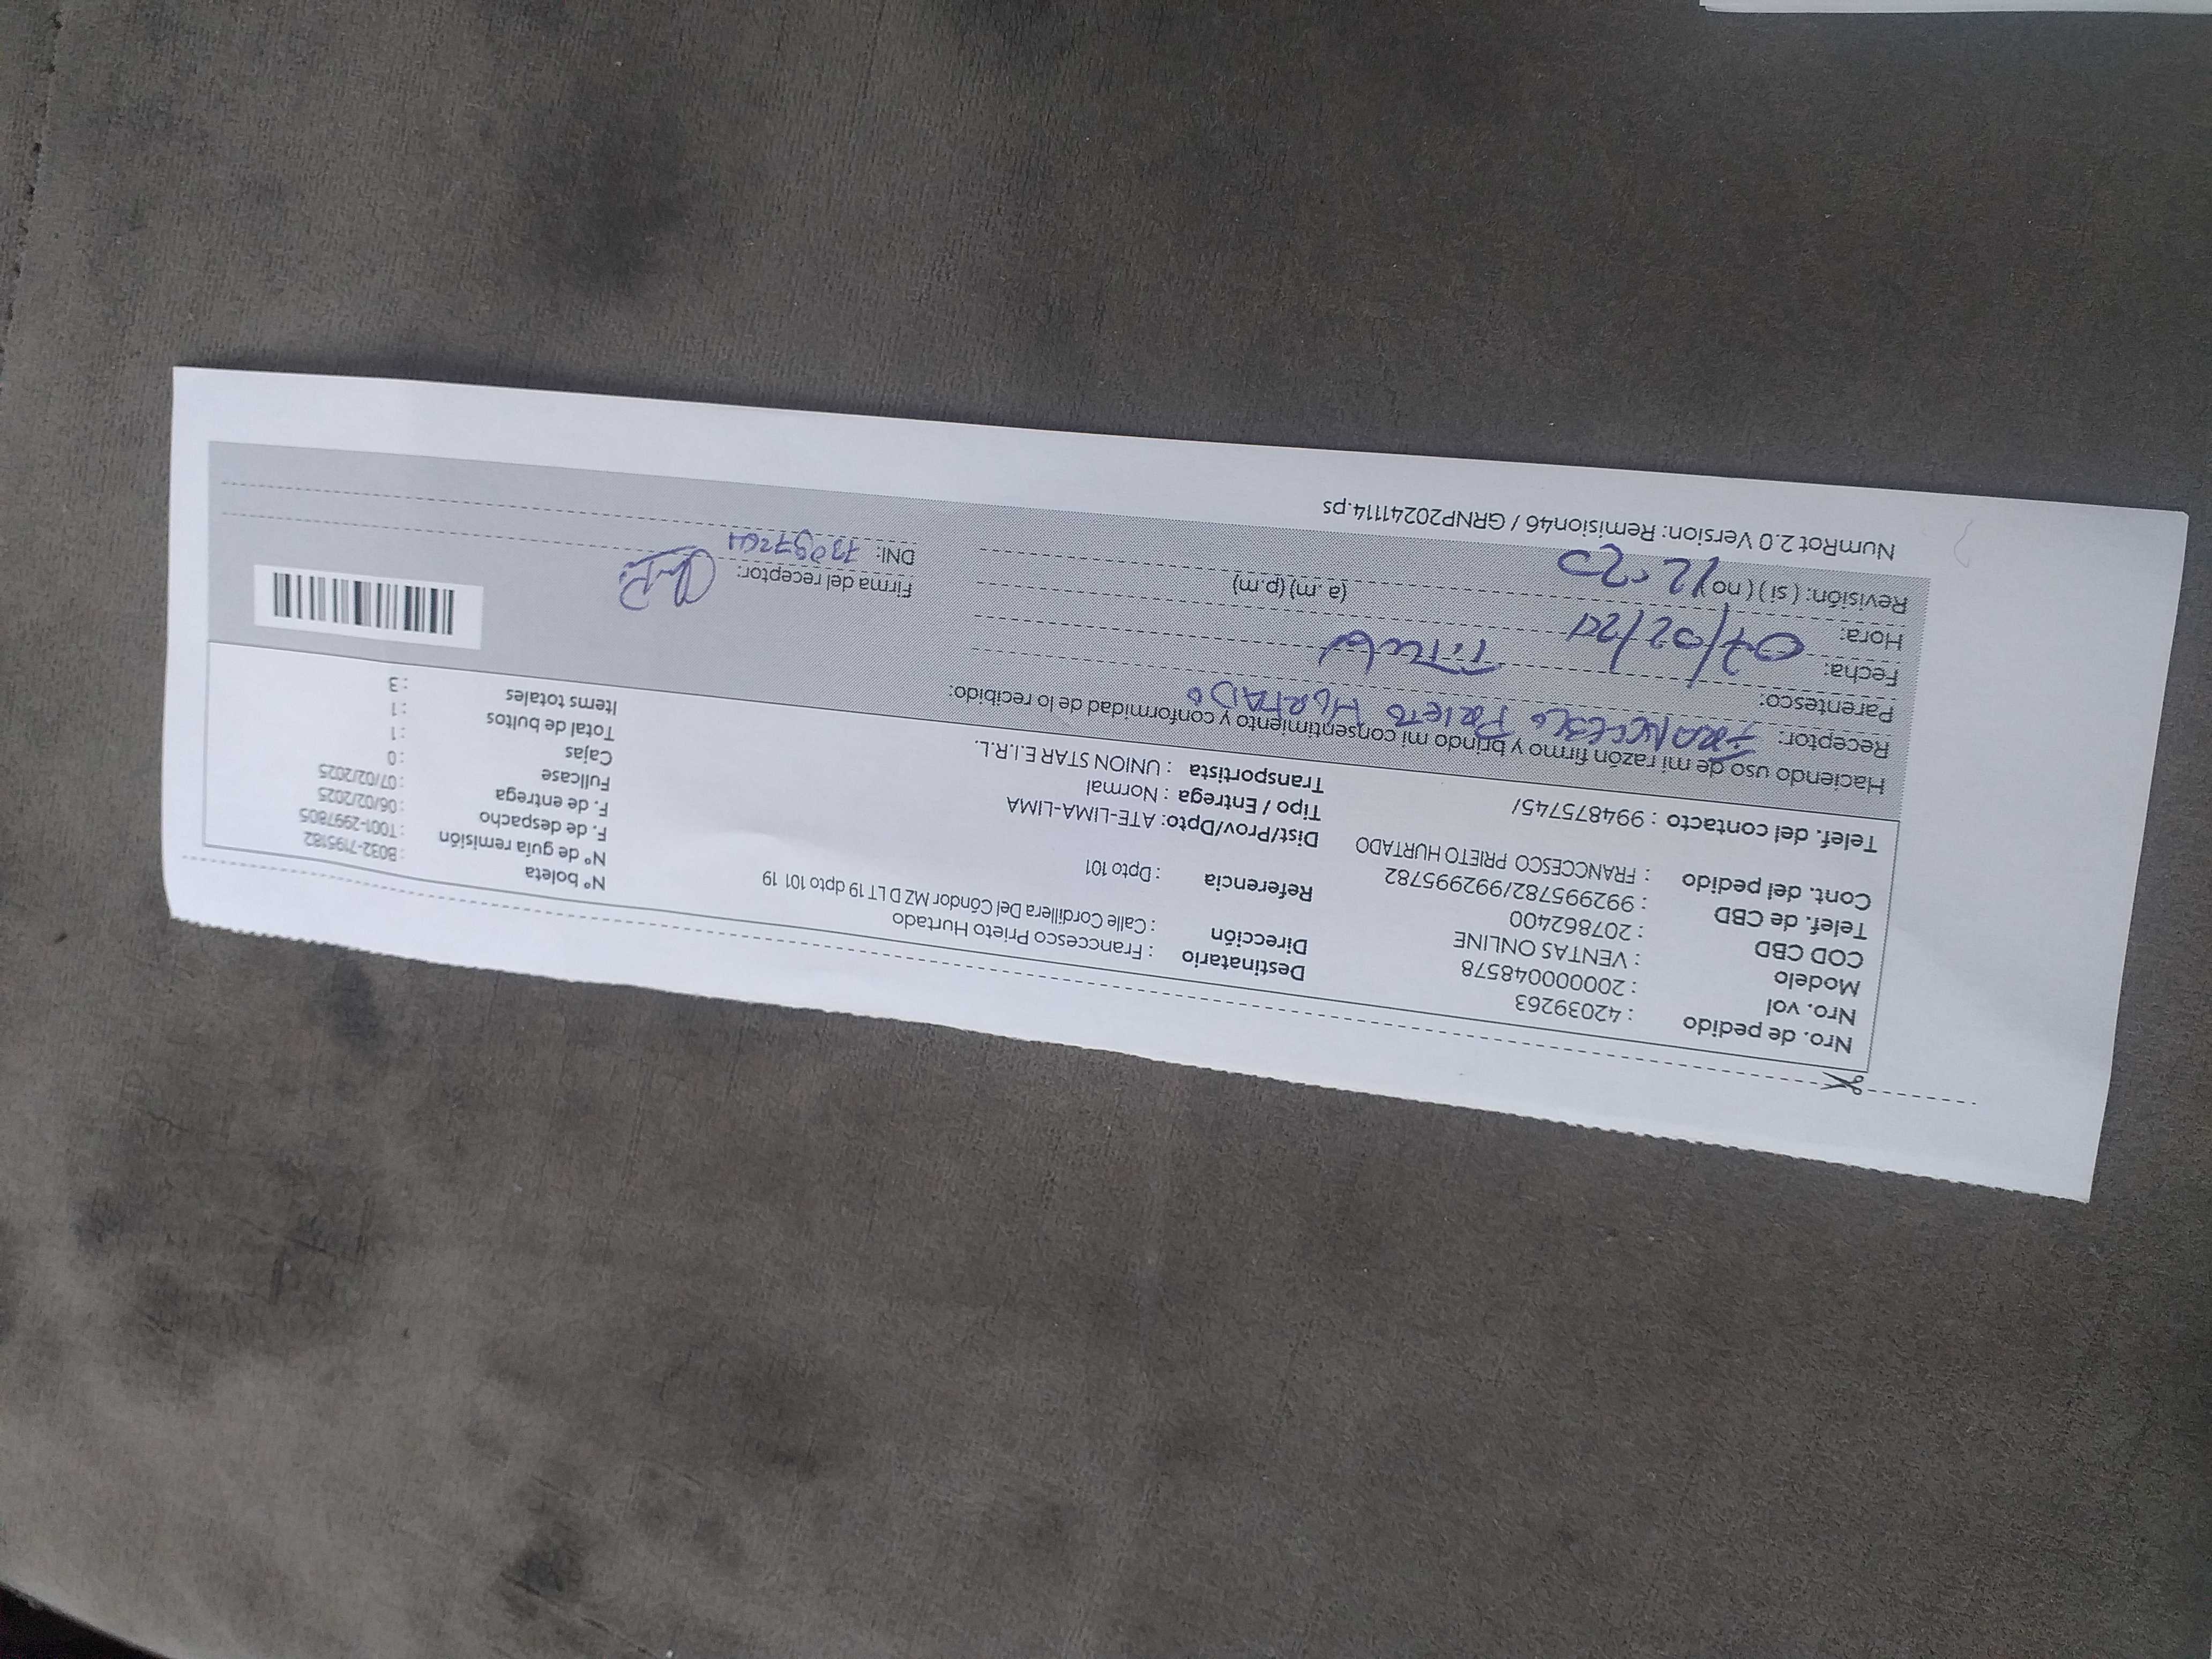 Nro. de pedido : 42039263
Nro. vol : 2000000048578
Modelo : VENTAS ONLINE
COD CBD : 207862400
Telef. de CBD : 992995782/992995782
Cont. del pedido : FRANCCESCO PRIETO HURTADO
Telef. del contacto : 994875745/
Destinatario : Franccesco Prieto Hurtado
Dirección : Calle Cordillera Del Cóndor MZ D LT 19 dpto 101 19
Referencia : Dpto 101
Dist/Prov/Dpto: ATE-LIMA-LIMA
Tipo / Entrega : Normal
Transportista : UNION STAR E.I.R.L.
N° boleta : B032-7195182
N° de guía remisión : T001-2997805
F. de despacho : 06/02/2025
F. de entrega : 07/02/2025
Fullcase : 0
Cajas : 1
Total de bultos : 1
Items totales : 3
Haciendo uso de mi razón firmo y brindo mi consentimiento y conformidad de lo recibido:
Receptor: FRANCCESCO PRIETO HURTADO
Parentesco: Titular
Fecha: 07/02/
Hora: (a.m) (p.m)
Revisión: ( si ) ( no )
Firma del receptor:
DNI:
NumRot 2.0 Version: Remision46 / GRNP20241114.ps